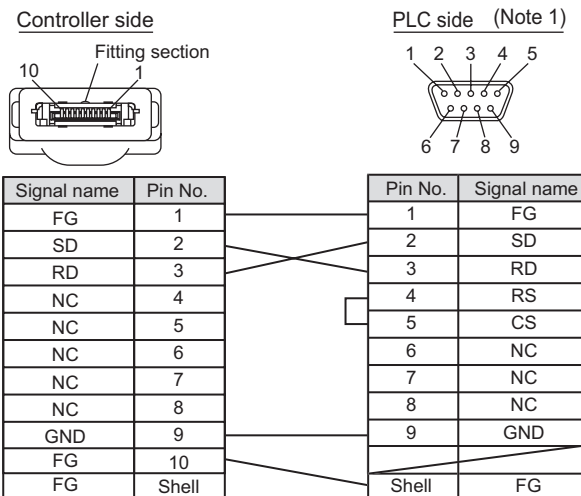 Controller side
Fitting section
10 1
Signal name Pin No.
FG 1
SD 2
RD 3
NC 4
NC 5
NC 6
NC 7
NC 8
GND 9
FG 10
FG Shell
PLC side (Note 1)
1 2 3 4 5
6 7 8 9
Pin No. Signal name
1 FG
2 SD
3 RD
4 RS
5 CS
6 NC
7 NC
8 NC
9 GND
Shell FG